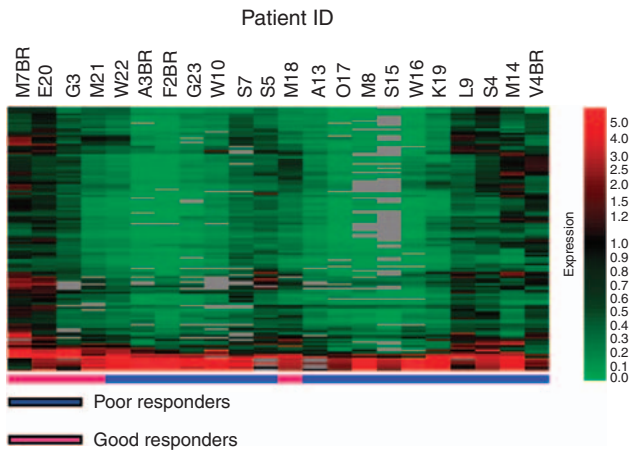 Patient ID
M7BR
E20
G3
M21
W22
A3BR
F2BR
G23
W10
S7
S5
M18
A13
O17
M8
S15
W16
K19
L9
S4
M14
V4BR
Expression
5.0
4.0
3.0
2.5
2.0
1.5
1.2
1.0
0.9
0.8
0.7
0.6
0.5
0.4
0.3
0.2
0.1
0.0
Poor responders
Good responders